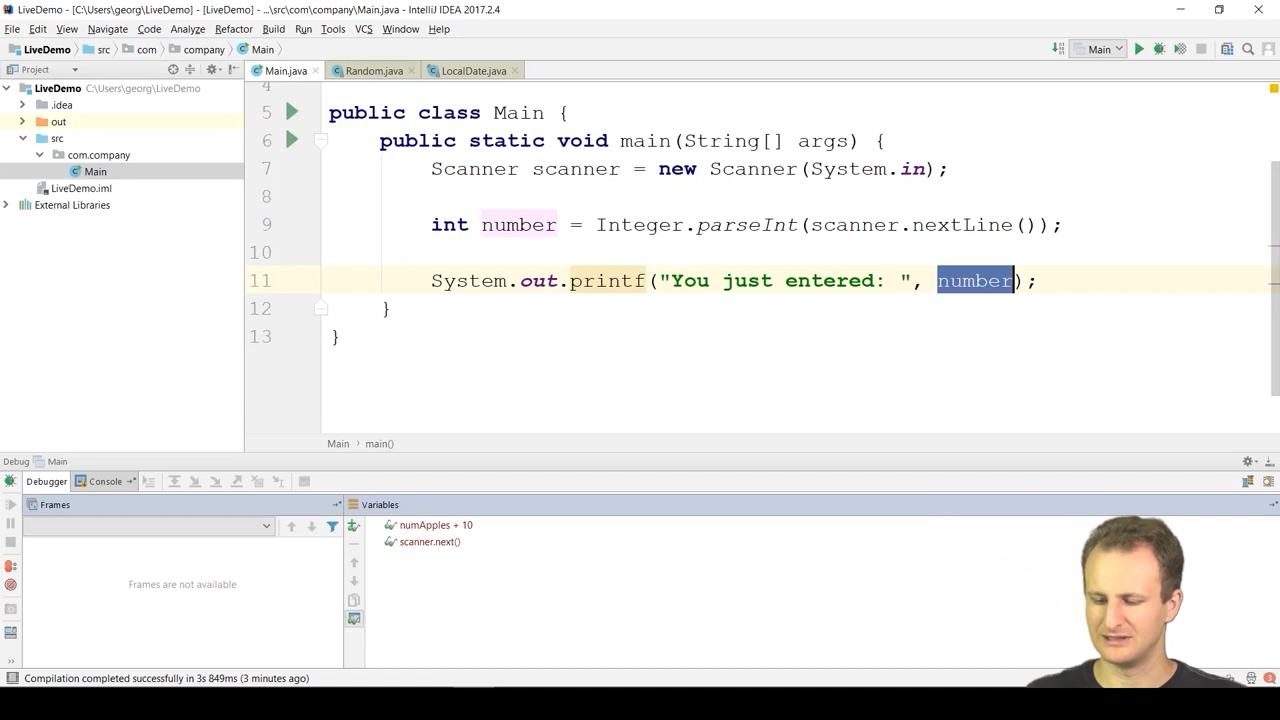 LiveDemo - [C:\Users\georg\LiveDemo] - [LiveDemo] - ...\src\com\company\Main.java - IntelliJ IDEA 2017.2.4
File Edit View Navigate Code Analyze Refactor Build Run Tools VCS Window Help
LiveDemo src com company Main Main
Project Main.java Random.java LocalDate.java
LiveDemo C:\Users\georg\LiveDemo
.idea
out
src
com.company
Main
LiveDemo.iml
External Libraries
4
5 public class Main {
6 public static void main(String[] args) {
7 Scanner scanner = new Scanner(System.in);
8
9 int number = Integer.parseInt(scanner.nextLine());
10
11 System.out.printf("You just entered: ", number);
12 }
13 }
Main main()
Debug Main
Debugger Console
Frames Variables
numApples + 10
scanner.next()
Frames are not available
Compilation completed successfully in 3s 849ms (3 minutes ago)